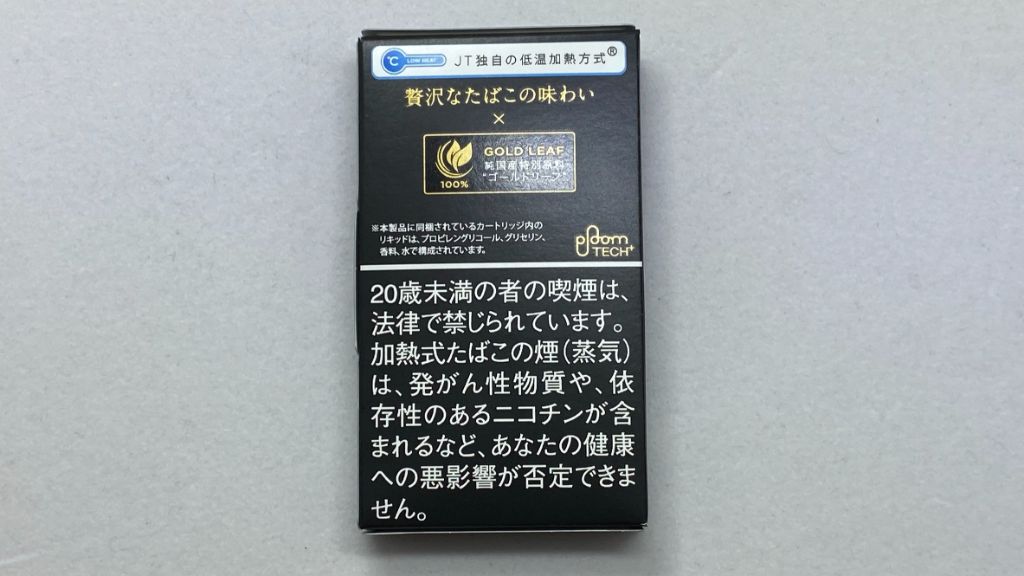 ℃ LOW HEAT JT独自の低温加熱方式®
贅沢なたばこの味わい
×
GOLD LEAF
純国産特別原料
"ゴールドリーフ"
100%
※本製品に同梱されているカートリッジ内の
リキッドは、プロピレングリコール、グリセリン、
香料、水で構成されています。
ploom
TECH+
20歳未満の者の喫煙は、
法律で禁じられています。
加熱式たばこの煙(蒸気)
は、発がん性物質や、依
存性のあるニコチンが含
まれるなど、あなたの健康
への悪影響が否定できま
せん。